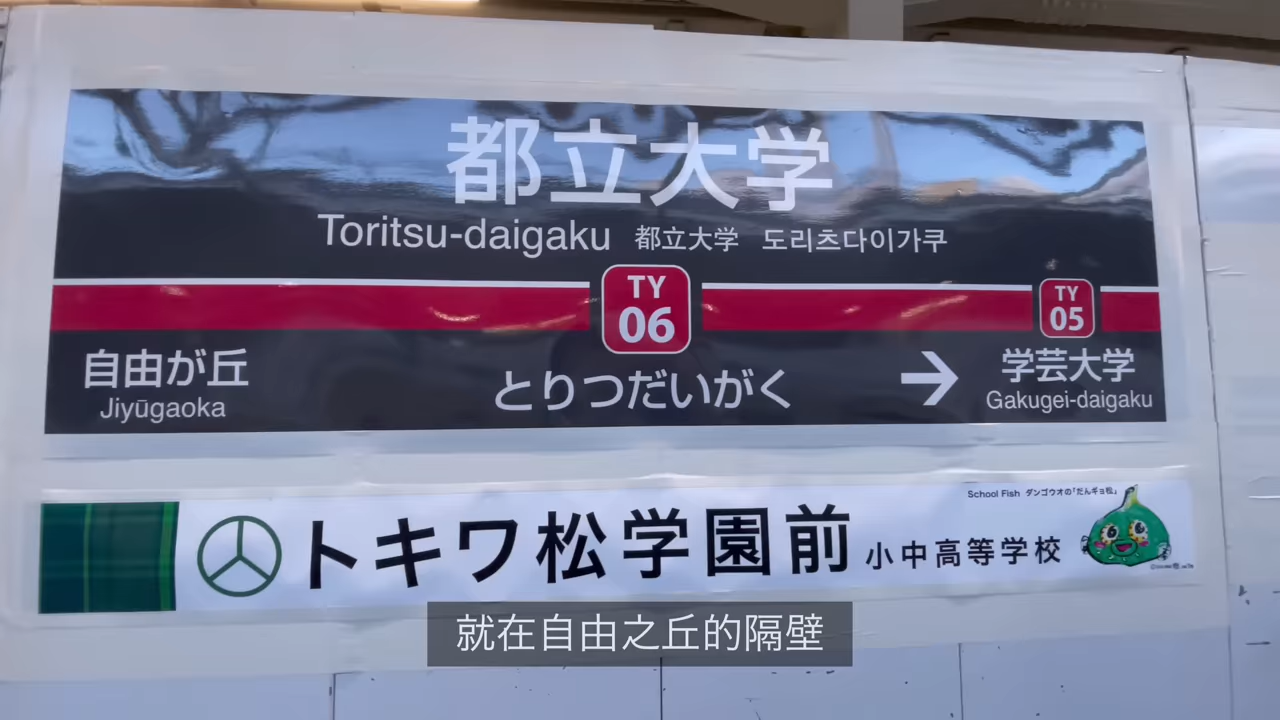 都立大学
Toritsu-daigaku 都立大学 도리츠다이가쿠
TY
06
TY
05
自由が丘
Jiyūgaoka
とりつだいがく
→
学芸大学
Gakugei-daigaku
School Fish ダンゴウオの「だんギョ松」
トキワ松学園前 小中高等学校
就在自由之丘的隔壁